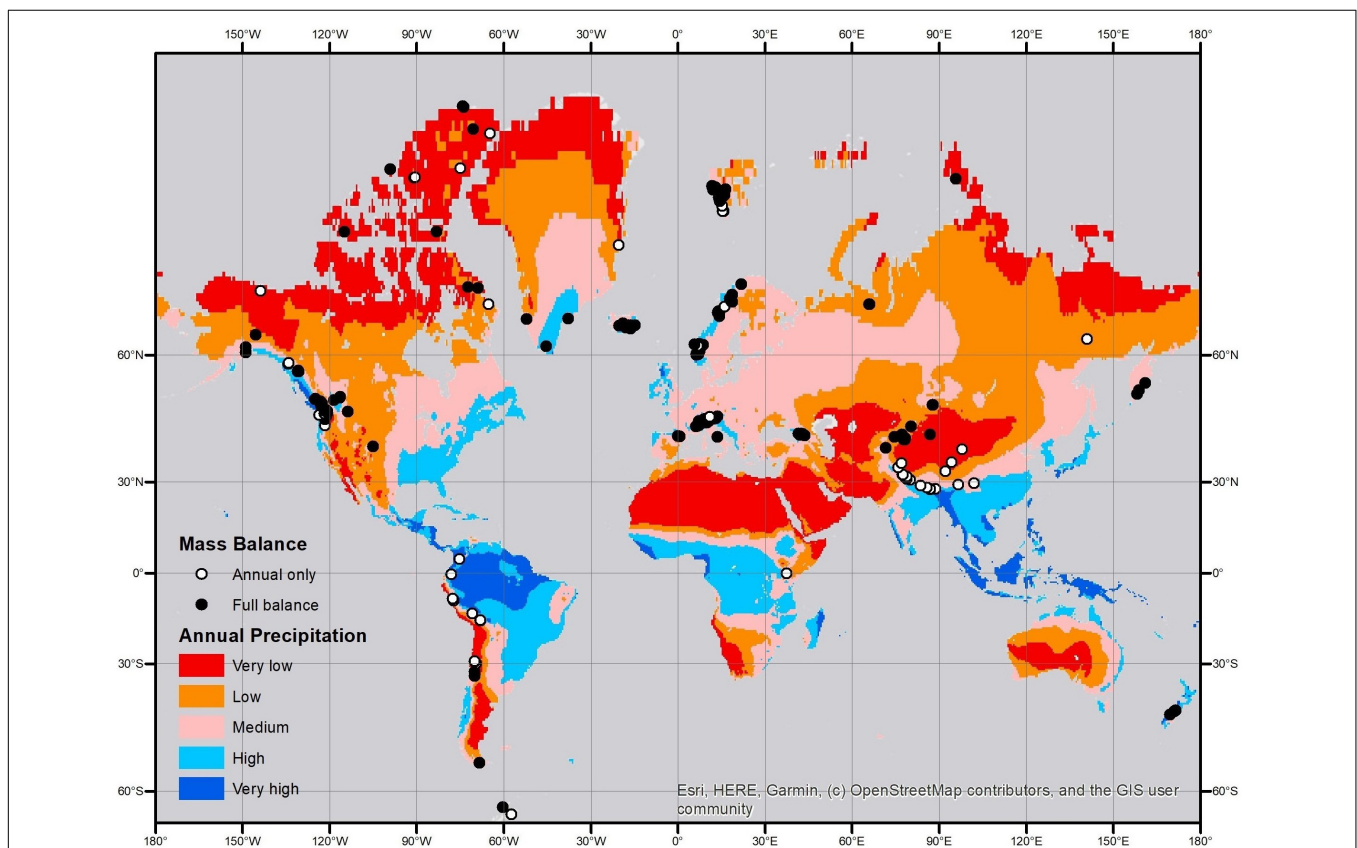 150°W 120°W 90°W 60°W 30°W 0° 30°E 60°E 90°E 120°E 150°E 180°
60°N 60°N
30°N 30°N
Mass Balance
Annual only
0° 0°
Full balance
Annual Precipitation
Very low
30°S 30°S
Low
Medium
High
Very high
60°S 60°S
Esri, HERE, Garmin, (c) OpenStreetMap contributors, and the GIS user
community
180° 150°W 120°W 90°W 60°W 30°W 0° 30°E 60°E 90°E 120°E 150°E 180°